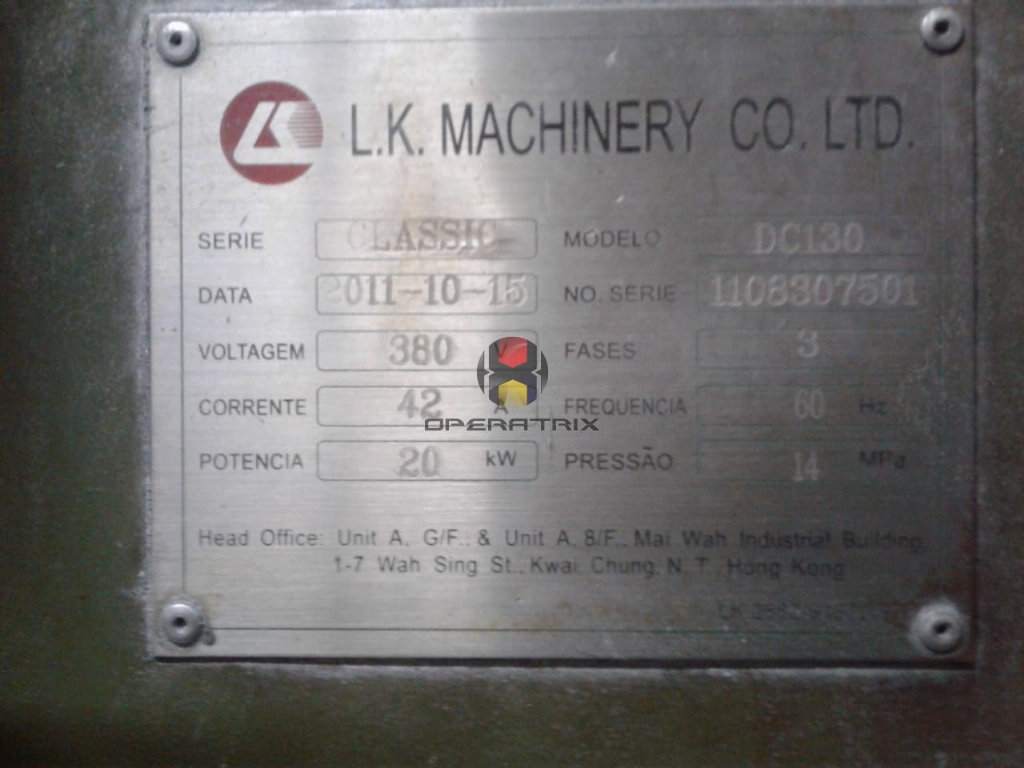 L.K. MACHINERY CO. LTD.
SERIE CLASSIC MODELO DC130
DATA 2011-10-15 NO. SERIE 1108307501
VOLTAGEM 380 V FASES 3
CORRENTE 42 A FREQUENCIA 60 Hz
OPERATRIX
POTENCIA 20 kW PRESSÃO 14 MPa
Head Office: Unit A, G/F., & Unit A, 8/F., Mai Wah Industrial Building
1-7 Wah Sing St., Kwai Chung, N.T., Hong Kong
LK